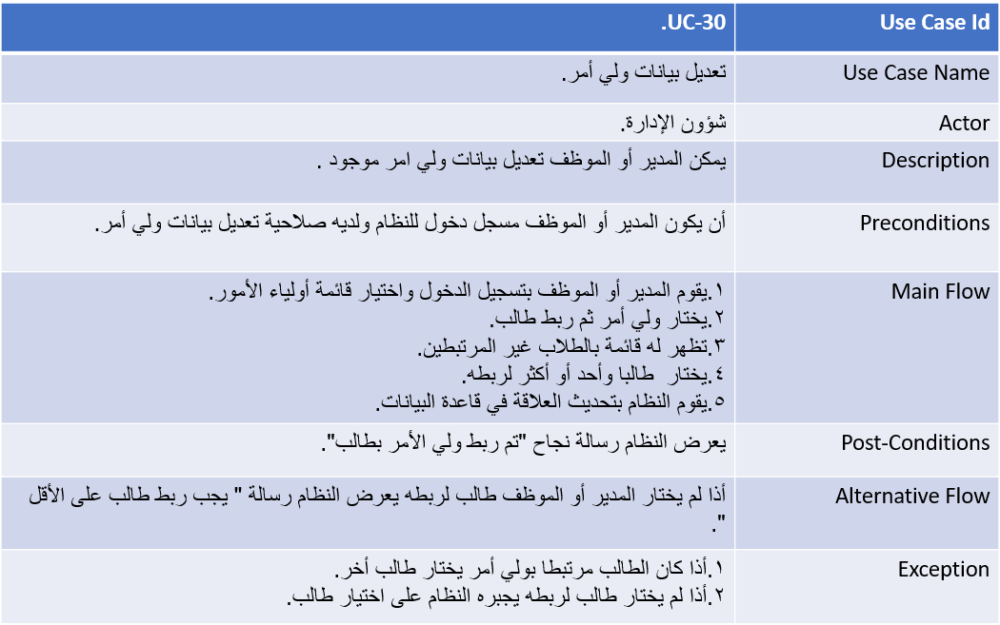 Use Case Id UC-30.
Use Case Name تعديل بيانات ولي أمر.
Actor شؤون الإدارة.
Description يمكن المدير أو الموظف تعديل بيانات ولي امر موجود .
Preconditions أن يكون المدير أو الموظف مسجل دخول للنظام ولديه صلاحية تعديل بيانات ولي أمر.
Main Flow ١.يقوم المدير أو الموظف بتسجيل الدخول واختيار قائمة أولياء الأمور.
٢.يختار ولي أمر ثم ربط طالب.
٣.تظهر له قائمة بالطلاب غير المرتبطين.
٤.يختار طالبا وأحد أو أكثر لربطه.
٥.يقوم النظام بتحديث العلاقة في قاعدة البيانات.
Post-Conditions يعرض النظام رسالة نجاح "تم ربط ولي الأمر بطالب".
Alternative Flow أذا لم يختار المدير أو الموظف طالب لربطه يعرض النظام رسالة " يجب ربط طالب على الأقل
".
Exception ١.أذا كان الطالب مرتبطا بولي أمر يختار طالب أخر.
٢.أذا لم يختار طالب لربطه يجبره النظام على اختيار طالب.